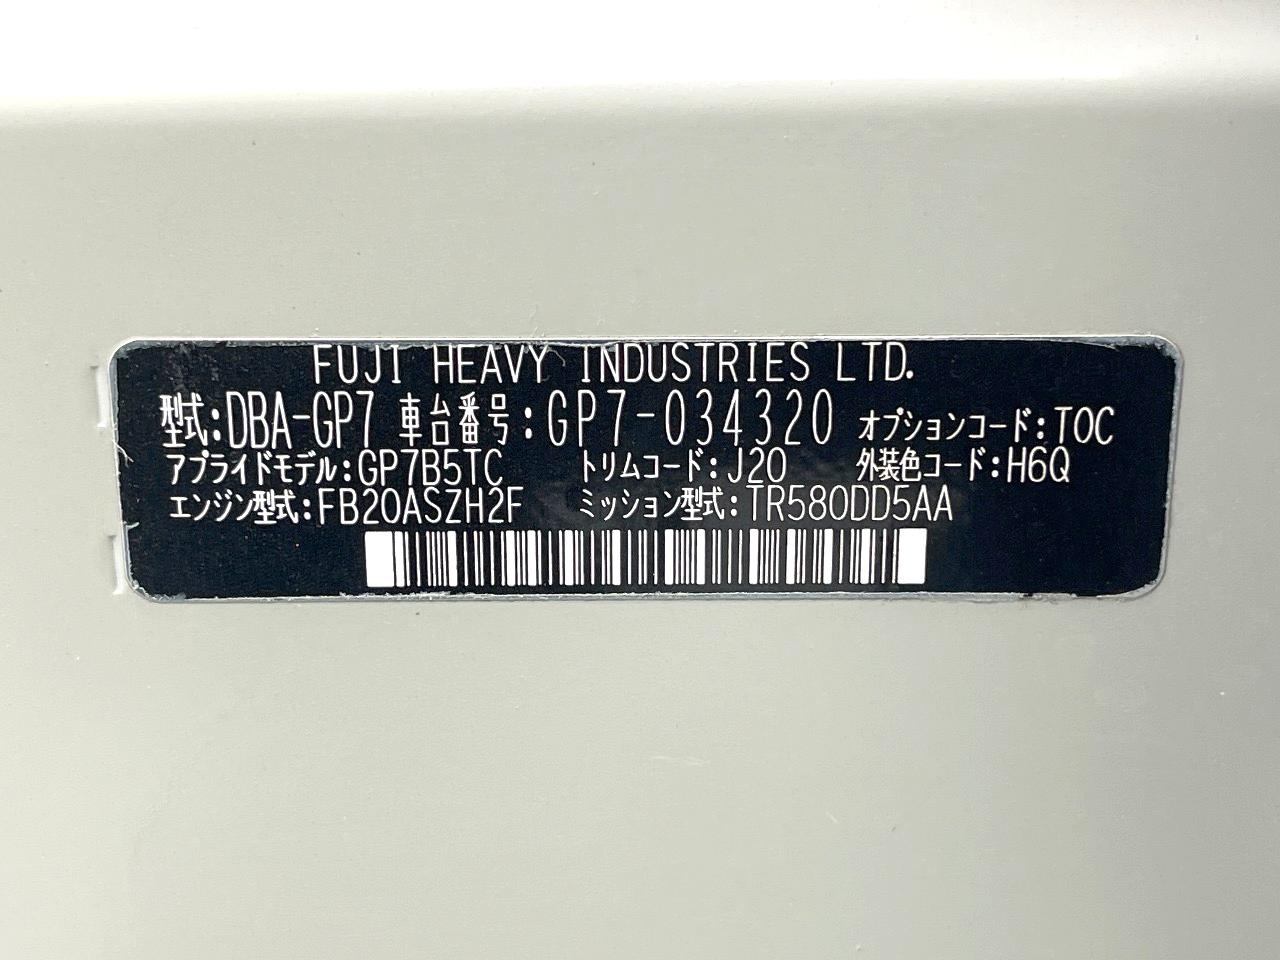 FUJI HEAVY INDUSTRIES LTD.
型式:DBA-GP7 車台番号:GP7-034320 オプションコード:TOC
アプライドモデル:GP7B5TC トリムコード:J20 外装色コード:H6Q
エンジン型式:FB20ASZH2F ミッション型式:TR580DD5AA